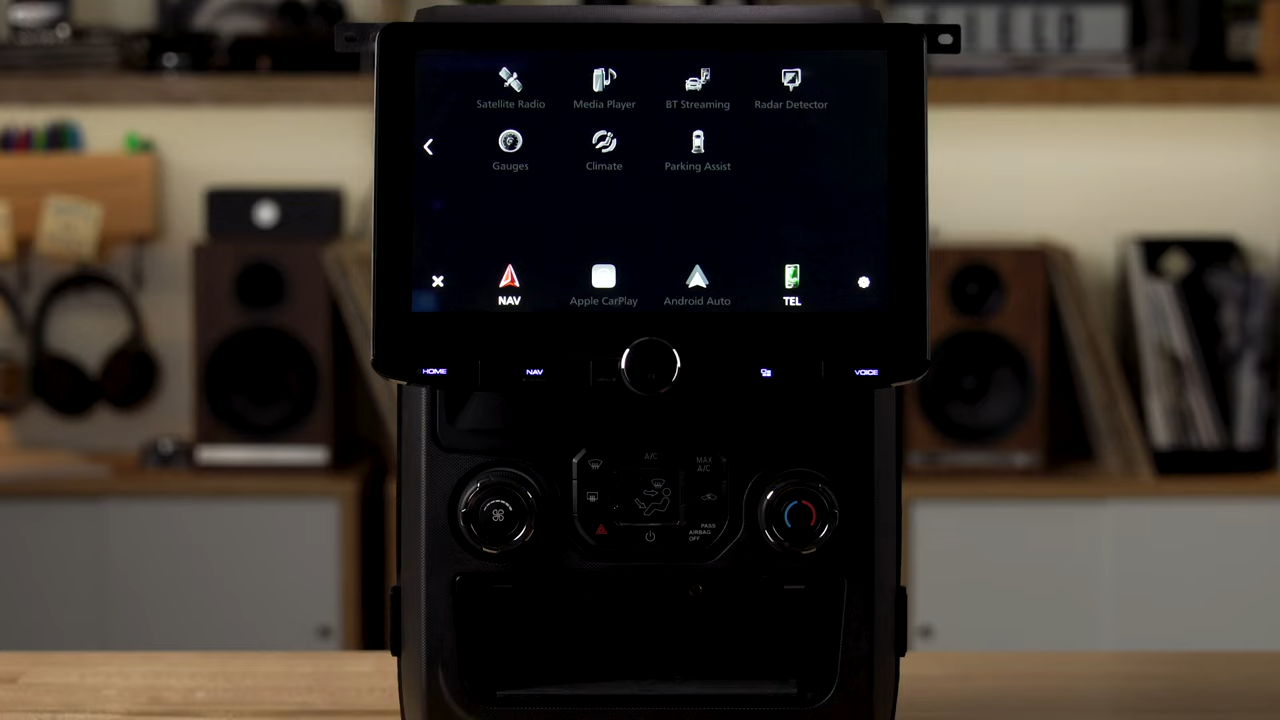 Satellite Radio Media Player BT Streaming Radar Detector
Gauges Climate Parking Assist
NAV Apple CarPlay Android Auto TEL
HOME NAV VOICE
A/C
MAX
A/C
PASS
AIRBAG
OFF